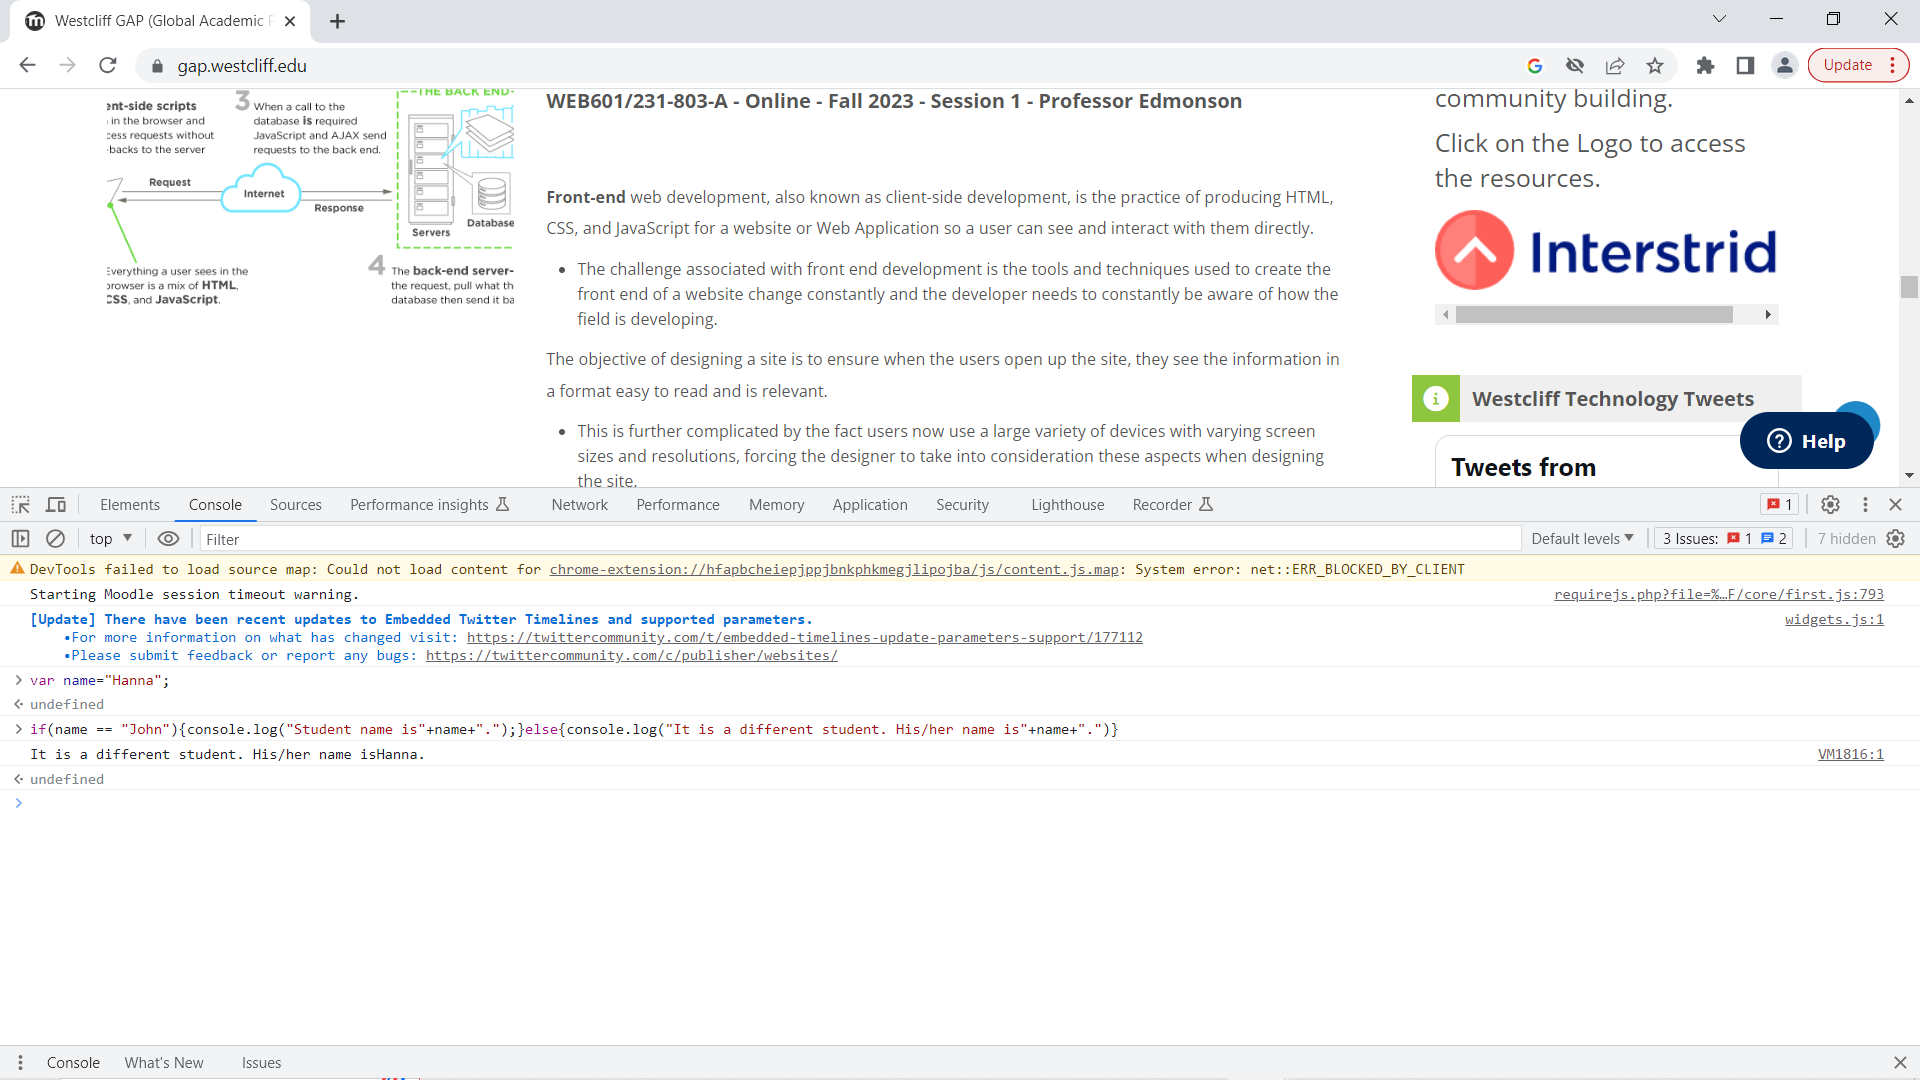 Westcliff GAP (Global Academic
gap.westcliff.edu
Update
ent-side scripts
in the browser and
cess requests without
-backs to the server
3 When a call to the
database is required
JavaScript and AJAX send
requests to the back end.
THE BACK END
Request
Internet
Response
Servers
Database
Everything a user sees in the
browser is a mix of HTML,
CSS, and JavaScript.
4 The back-end server-
the request, pull what th
database then send it ba
WEB601/231-803-A - Online - Fall 2023 - Session 1 - Professor Edmonson
Front-end web development, also known as client-side development, is the practice of producing HTML,
CSS, and JavaScript for a website or Web Application so a user can see and interact with them directly.
• The challenge associated with front end development is the tools and techniques used to create the
front end of a website change constantly and the developer needs to constantly be aware of how the
field is developing.
The objective of designing a site is to ensure when the users open up the site, they see the information in
a format easy to read and is relevant.
• This is further complicated by the fact users now use a large variety of devices with varying screen
sizes and resolutions, forcing the designer to take into consideration these aspects when designing
the site.
community building.
Click on the Logo to access
the resources.
Interstrid
Westcliff Technology Tweets
Tweets from
Help
Elements Console Sources Performance insights Network Performance Memory Application Security Lighthouse Recorder 1
top Filter Default levels 3 Issues: 1 2 7 hidden
DevTools failed to load source map: Could not load content for chrome-extension://hfapbcheiepjppjbnkphkmegjlipojba/js/content.js.map: System error: net::ERR_BLOCKED_BY_CLIENT
Starting Moodle session timeout warning. requirejs.php?file=%…F/core/first.js:793
[Update] There have been recent updates to Embedded Twitter Timelines and supported parameters. widgets.js:1
•For more information on what has changed visit: https://twittercommunity.com/t/embedded-timelines-update-parameters-support/177112
•Please submit feedback or report any bugs: https://twittercommunity.com/c/publisher/websites/
> var name="Hanna";
undefined
> if(name == "John"){console.log("Student name is"+name+".");}else{console.log("It is a different student. His/her name is"+name+".")}
It is a different student. His/her name isHanna. VM1816:1
undefined
>
Console What's New Issues